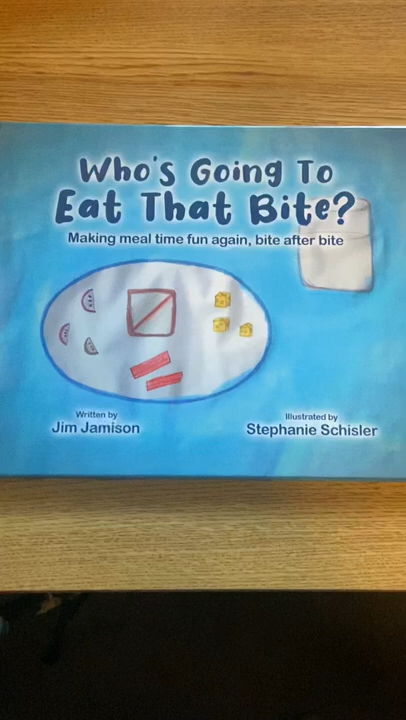 Who's Going To
Eat That Bite?
Making meal time fun again, bite after bite
Written by
Jim Jamison
Illustrated by
Stephanie Schisler